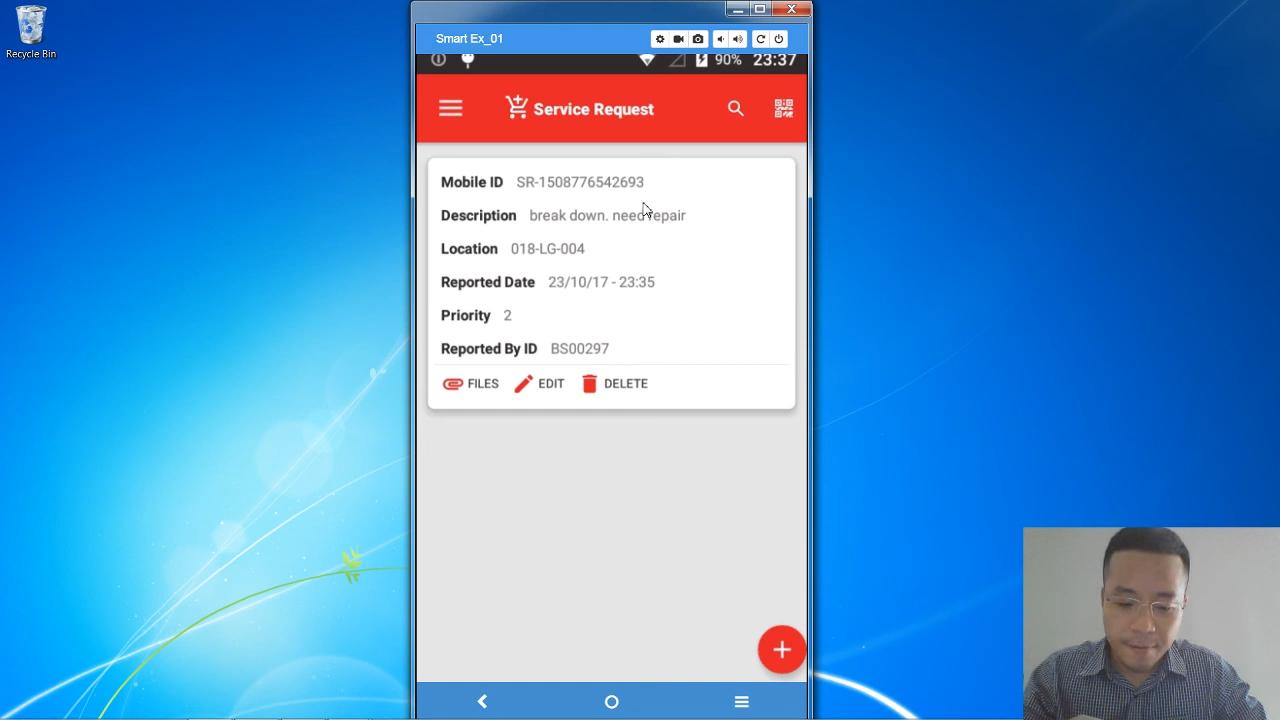 Recycle Bin
Smart Ex_01
90% 23:37
Service Request
Mobile ID SR-1508776542693
Description break down. need repair
Location 018-LG-004
Reported Date 23/10/17 - 23:35
Priority 2
Reported By ID BS00297
FILES EDIT DELETE